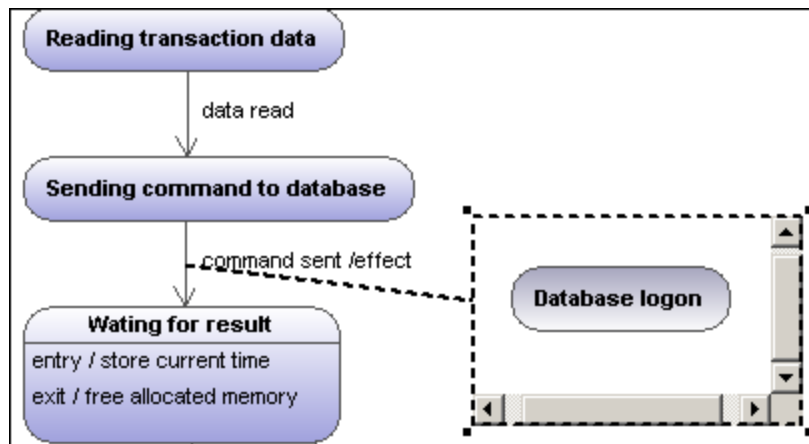 Reading transaction data
data read
Sending command to database
command sent /effect
Database logon
Wating for result
entry / store current time
exit / free allocated memory